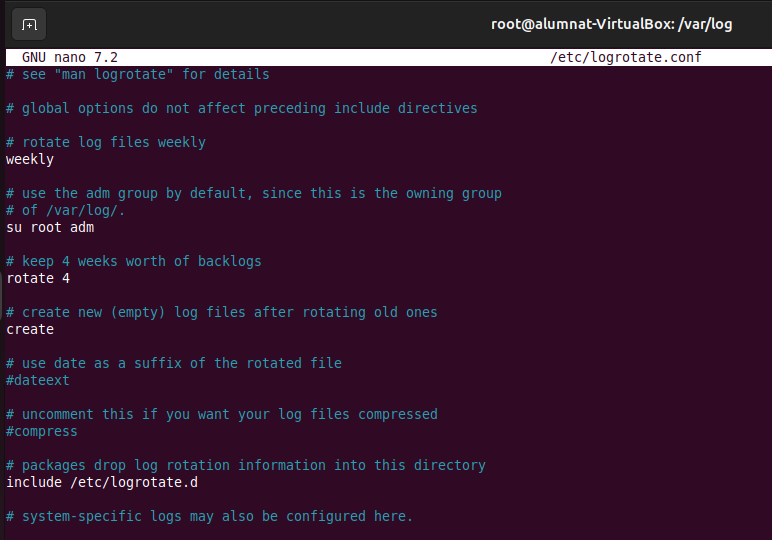 root@alumnat-VirtualBox: /var/log
GNU nano 7.2 /etc/logrotate.conf
# see "man logrotate" for details
# global options do not affect preceding include directives
# rotate log files weekly
weekly
# use the adm group by default, since this is the owning group
# of /var/log/.
su root adm
# keep 4 weeks worth of backlogs
rotate 4
# create new (empty) log files after rotating old ones
create
# use date as a suffix of the rotated file
#dateext
# uncomment this if you want your log files compressed
#compress
# packages drop log rotation information into this directory
include /etc/logrotate.d
# system-specific logs may also be configured here.